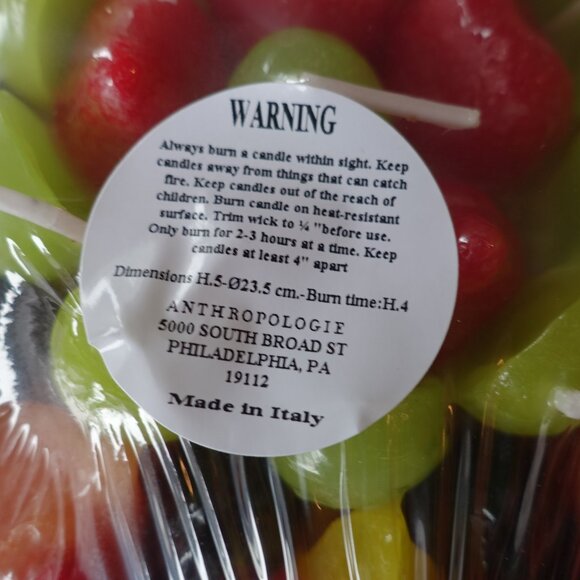 WARNING
Always burn a candle within sight. Keep
candles away from things that can catch
fire. Keep candles out of the reach of
children. Burn candle on heat-resistant
surface. Trim wick to ¼ "before use.
Only burn for 2-3 hours at a time. Keep
candles at least 4" apart
Dimensions H.5-Ø23.5 cm.-Burn time:H.4
ANTHROPOLOGIE
5000 SOUTH BROAD ST
PHILADELPHIA, PA
19112
Made in Italy